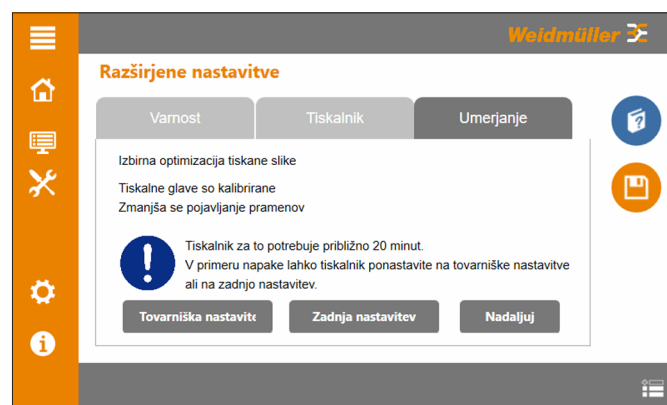 Weidmüller
Razširjene nastavitve
Varnost
Tiskalnik
Umerjanje
Izbirna optimizacija tiskane slike
Tiskalne glave so kalibrirane
Zmanjša se pojavljanje pramenov
Tiskalnik za to potrebuje približno 20 minut.
V primeru napake lahko tiskalnik ponastavite na tovarniške nastavitve
ali na zadnjo nastavitev.
Tovarniška nastavite
Zadnja nastavitev
Nadaljuj